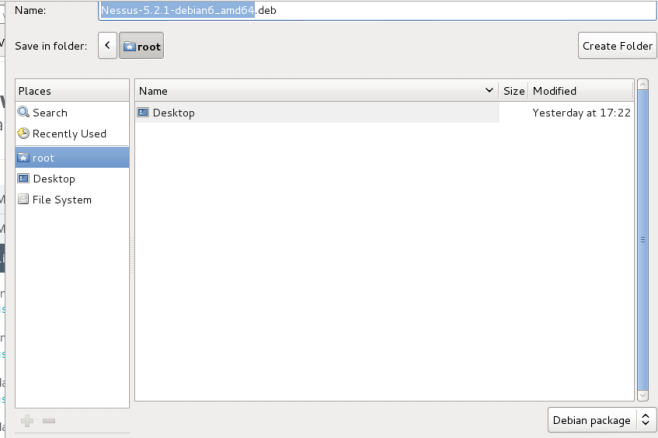 Name: Nessus-5.2.1-debian6_amd64.deb
Save in folder: root Create Folder
Places Name Size Modified
Search Desktop Yesterday at 17:22
Recently Used
root
Desktop
File System
Debian package